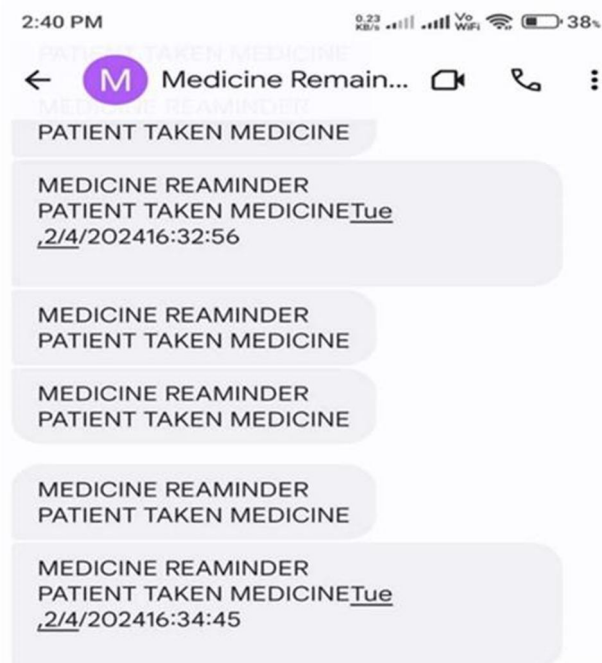 2:40 PM
0.23 KB/s Vo WiFi 38%
PATIENT TAKEN MEDICINE
M Medicine Remain...
MEDICINE REAMINDER
PATIENT TAKEN MEDICINE
MEDICINE REAMINDER
PATIENT TAKEN MEDICINETue
,2/4/202416:32:56
MEDICINE REAMINDER
PATIENT TAKEN MEDICINE
MEDICINE REAMINDER
PATIENT TAKEN MEDICINE
MEDICINE REAMINDER
PATIENT TAKEN MEDICINE
MEDICINE REAMINDER
PATIENT TAKEN MEDICINETue
,2/4/202416:34:45